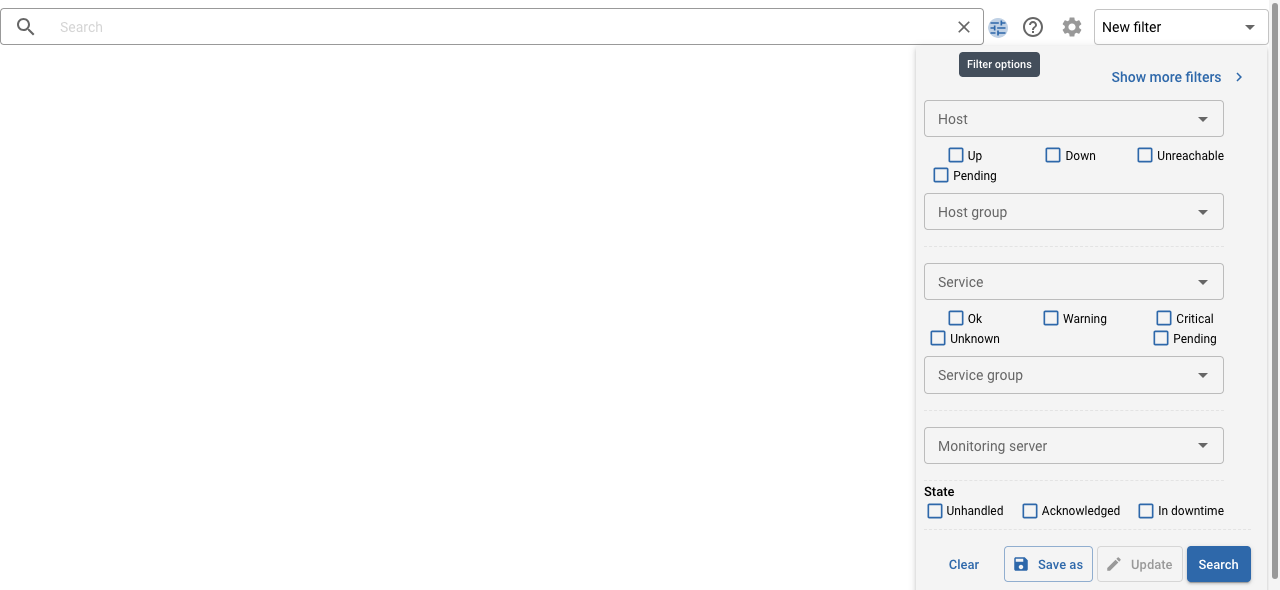 Search
New filter
Filter options
Show more filters
Host
Up Down Unreachable
Pending
Host group
Service
Ok Warning Critical
Unknown Pending
Service group
Monitoring server
State
Unhandled Acknowledged In downtime
Clear Save as Update Search